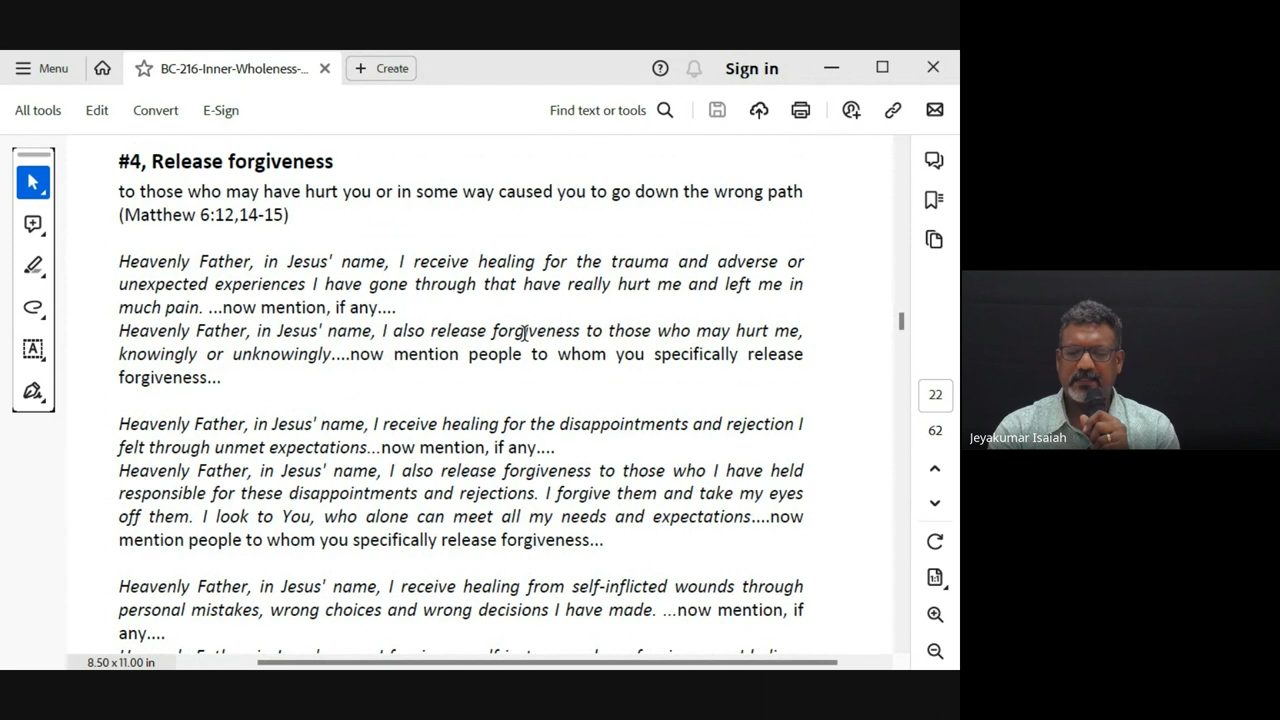 Menu
BC-216-Inner-Wholeness-...
Create
Sign in
All tools
Edit
Convert
E-Sign
Find text or tools
#4, Release forgiveness
to those who may have hurt you or in some way caused you to go down the wrong path
(Matthew 6:12,14-15)
Heavenly Father, in Jesus' name, I receive healing for the trauma and adverse or
unexpected experiences I have gone through that have really hurt me and left me in
much pain. ...now mention, if any....
Heavenly Father, in Jesus' name, I also release forgiveness to those who may hurt me,
knowingly or unknowingly....now mention people to whom you specifically release
forgiveness...
Heavenly Father, in Jesus' name, I receive healing for the disappointments and rejection I
felt through unmet expectations...now mention, if any....
Heavenly Father, in Jesus' name, I also release forgiveness to those who I have held
responsible for these disappointments and rejections. I forgive them and take my eyes
off them. I look to You, who alone can meet all my needs and expectations....now
mention people to whom you specifically release forgiveness...
Heavenly Father, in Jesus' name, I receive healing from self-inflicted wounds through
personal mistakes, wrong choices and wrong decisions I have made. ...now mention, if
any....
22
62
8.50 x 11.00 in
Jeyakumar Isaiah